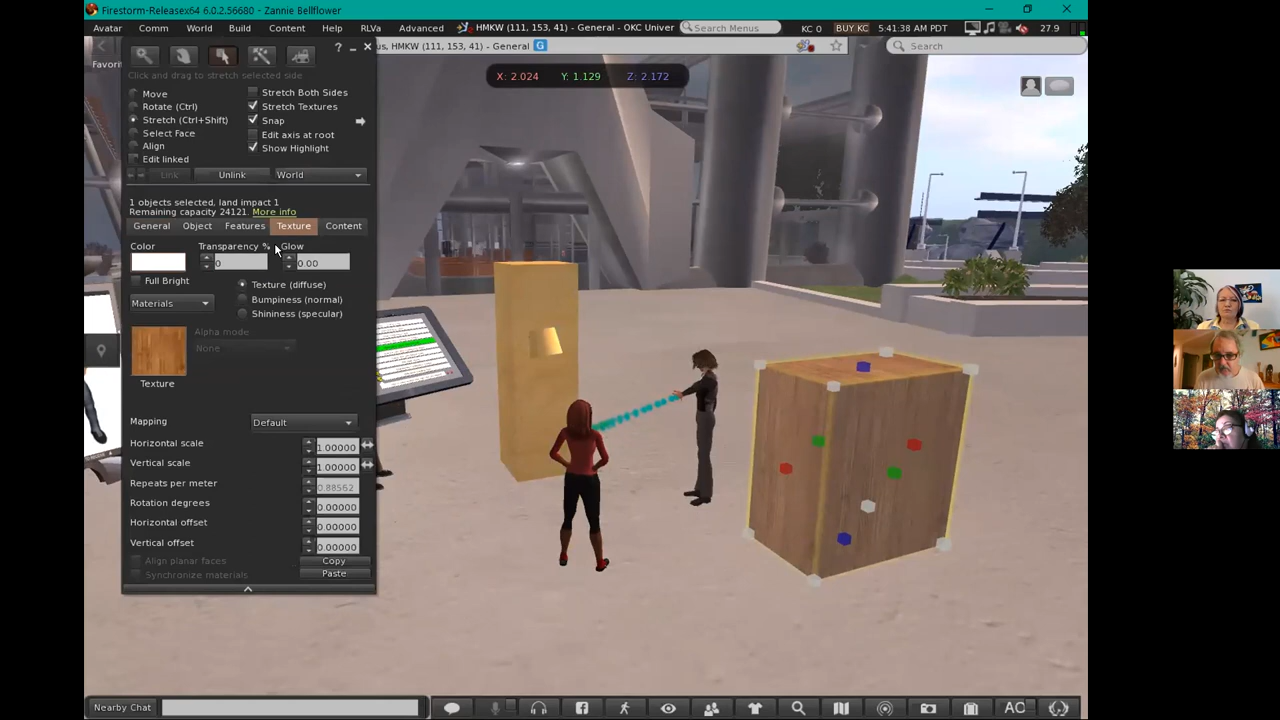 Firestorm-Releasex64 6.0.2.56680 - Zannie Bellflower
Avatar Comm World Build Content Help RLVa Advanced HMKW (111, 153, 41) - General - OKC Univer Search Menus KC 0 BUY KC 5:41:38 AM PDT 27.9
us, HMKW (111, 153, 41) - General G Search
Favorit
Click and drag to stretch selected side
X: 2.024 Y: 1.129 Z: 2.172
Move
Rotate (Ctrl)
Stretch (Ctrl+Shift)
Select Face
Align
Edit linked
Stretch Both Sides
Stretch Textures
Snap
Edit axis at root
Show Highlight
Link Unlink World
1 objects selected, land impact 1
Remaining capacity 24121. More info
General Object Features Texture Content
Color Transparency % Glow
0 0.00
Full Bright
Texture (diffuse)
Materials
Bumpiness (normal)
Shininess (specular)
Alpha mode
None
Texture
Mapping Default
Horizontal scale 1.00000
Vertical scale 1.00000
Repeats per meter 0.88562
Rotation degrees 0.00000
Horizontal offset 0.00000
Vertical offset 0.00000
Align planar faces Copy
Synchronize materials Paste
Nearby Chat
AO